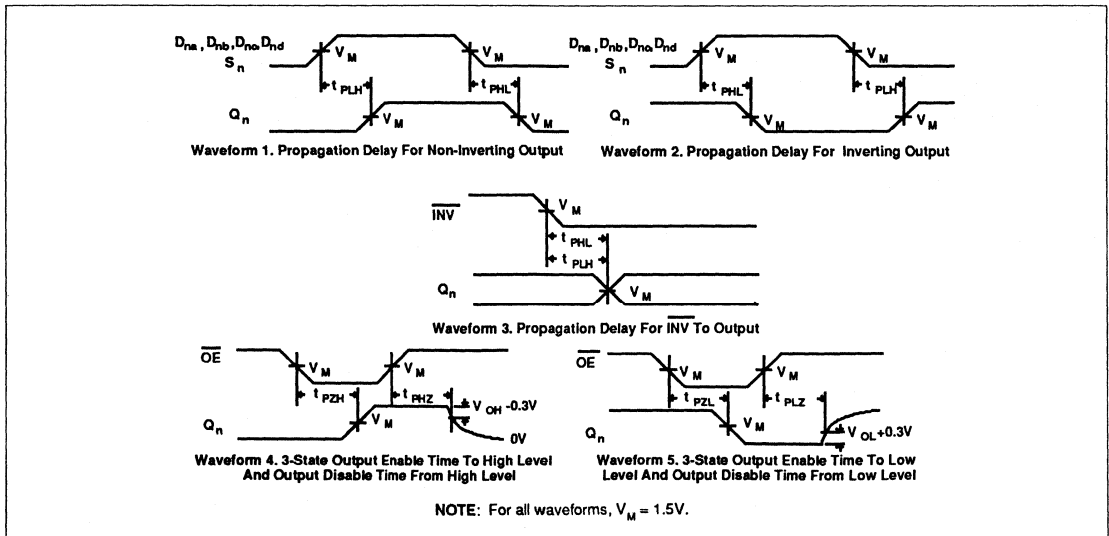 Dna , Dnb, Dnc, Dnd
Sn
VM
VM
tPLH
tPHL
Qn
VM
VM
Waveform 1. Propagation Delay For Non-Inverting Output
Dna , Dnb, Dnc, Dnd
Sn
VM
VM
tPHL
tPLH
Qn
VM
VM
Waveform 2. Propagation Delay For Inverting Output
INV
VM
tPHL
tPLH
Qn
VM
Waveform 3. Propagation Delay For INV To Output
OE
VM
VM
tPZH
tPHZ
VOH -0.3V
Qn
VM
0V
Waveform 4. 3-State Output Enable Time To High Level
And Output Disable Time From High Level
OE
VM
VM
tPZL
tPLZ
Qn
VM
VOL+0.3V
Waveform 5. 3-State Output Enable Time To Low
Level And Output Disable Time From Low Level
NOTE: For all waveforms, VM = 1.5V.